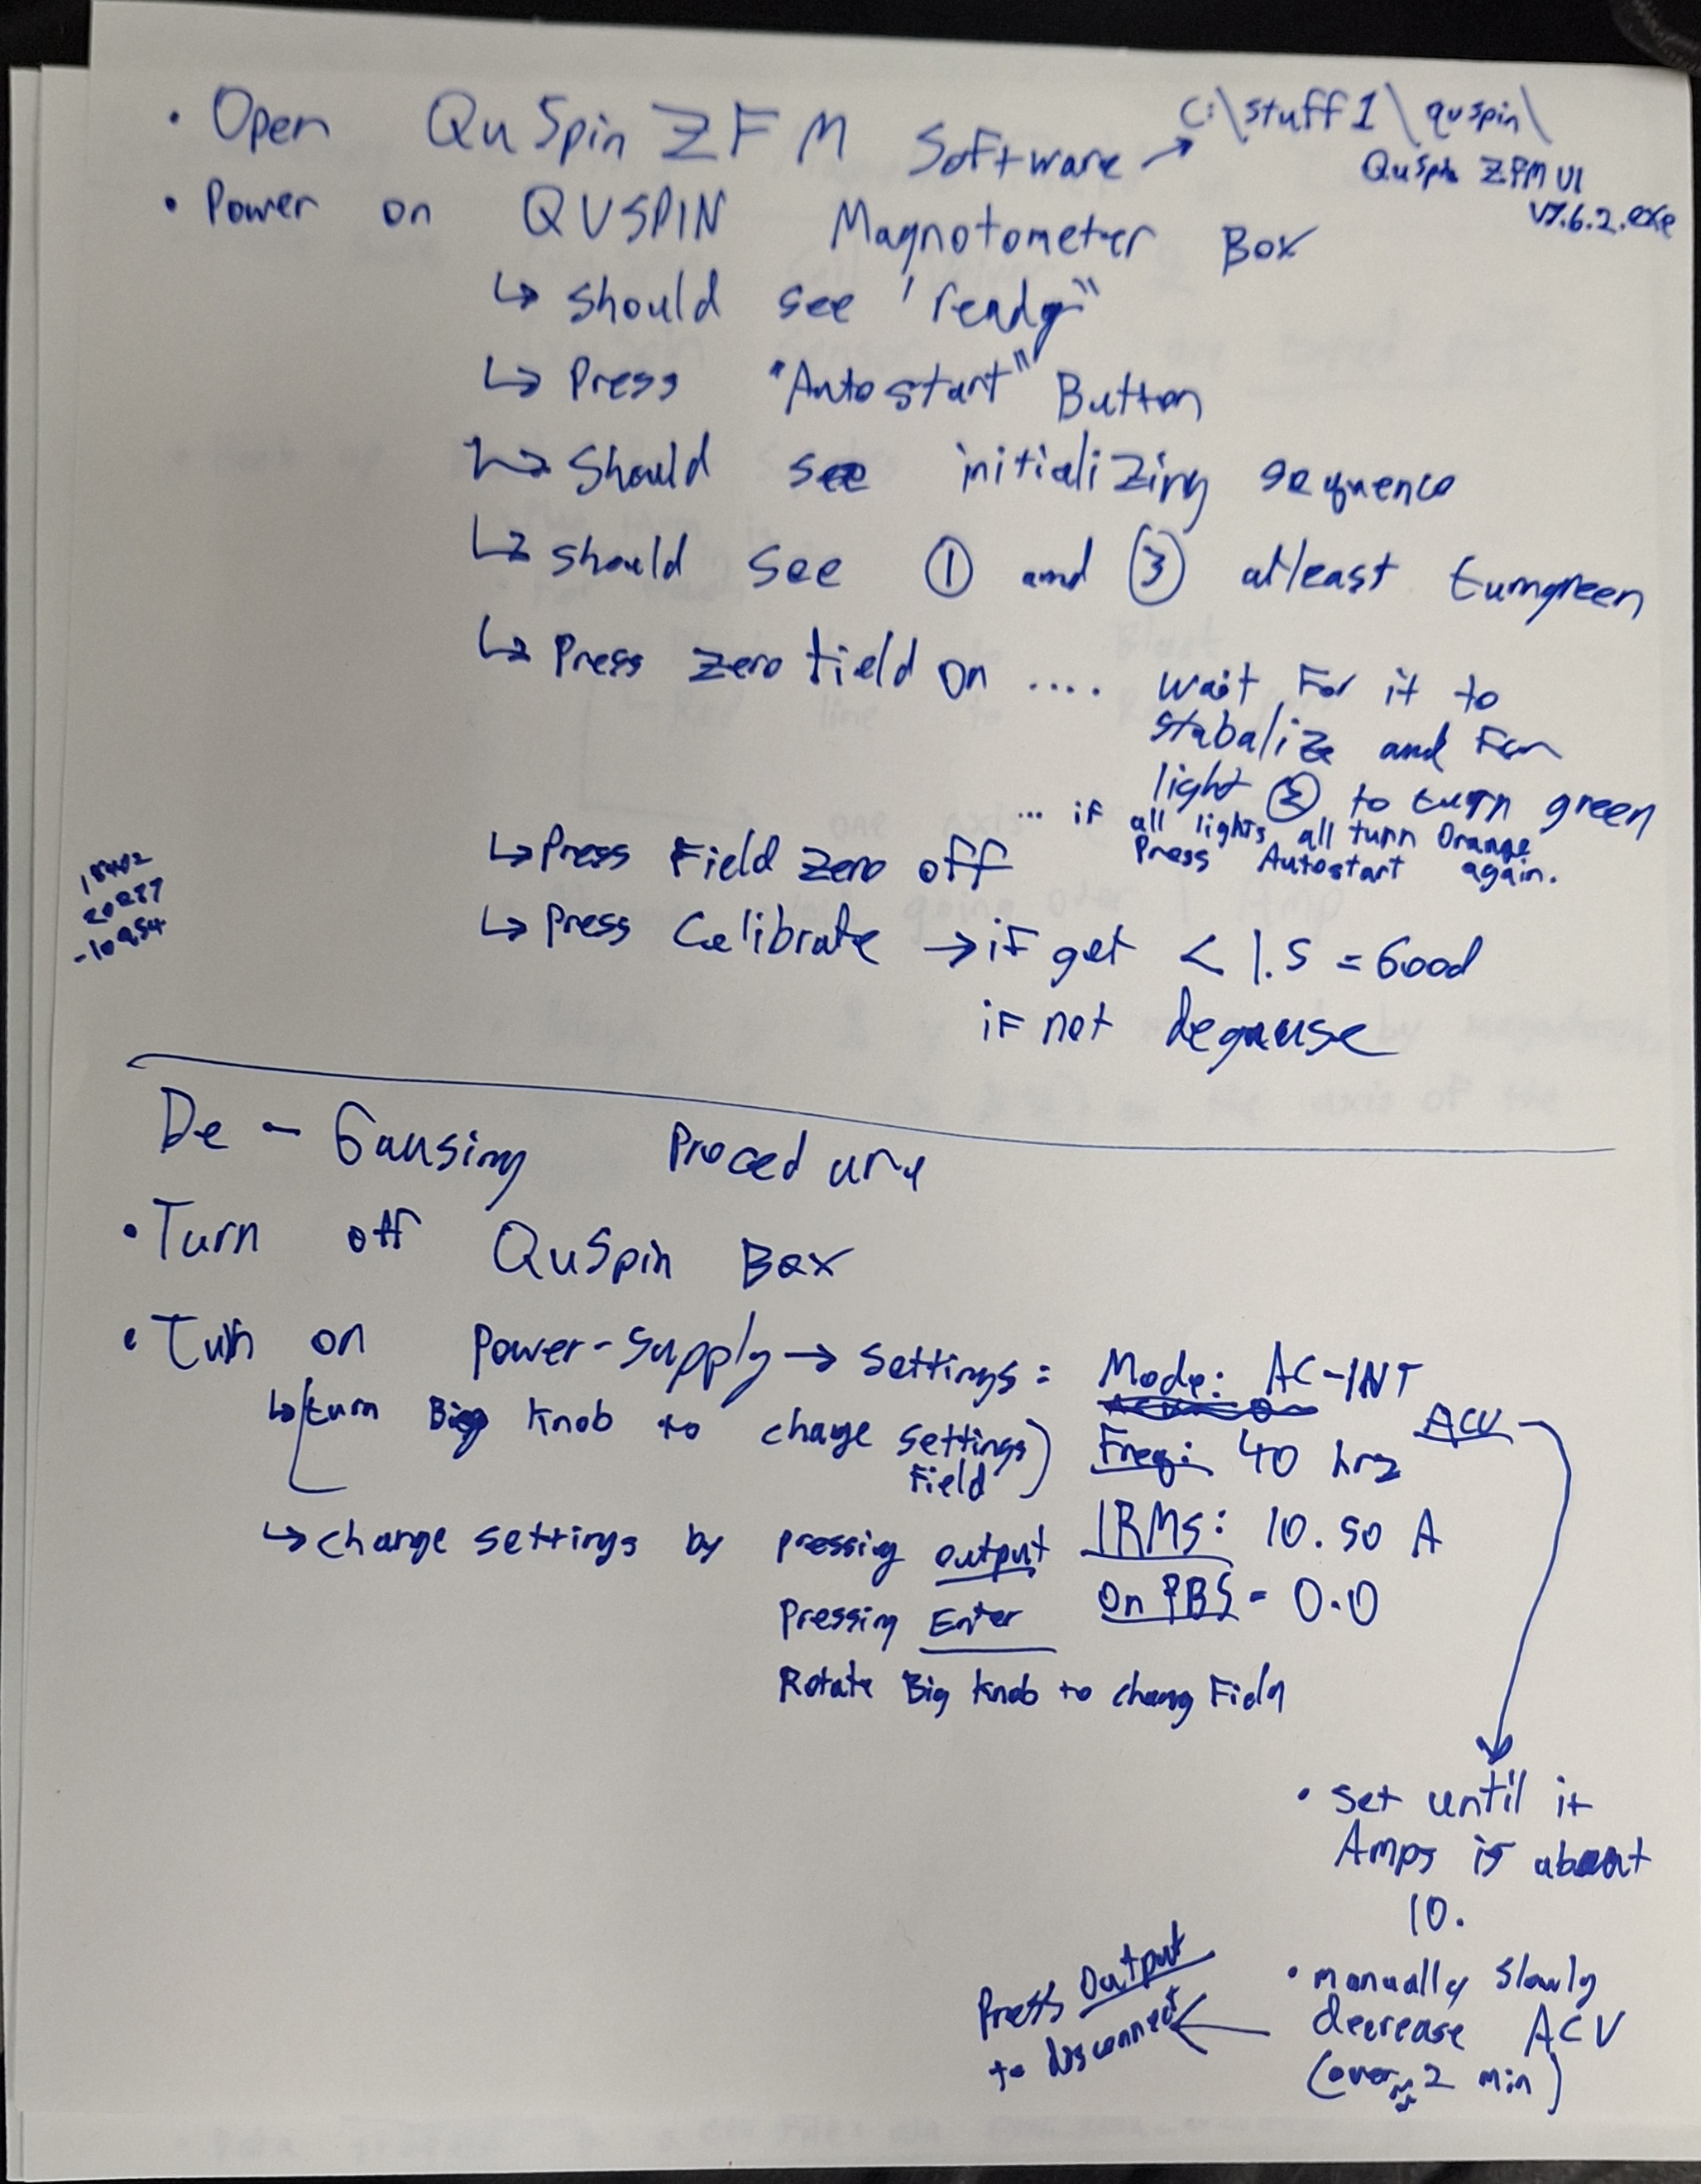 • Open QuSpin ZFM Software → C:\stuff1\quspin\
QuSpin ZFM UI
V7.6.2.exe
• Power on QUSPIN Magnotometer Box
↳ Should see "ready"
↳ Press "Autostart" Button
↳ Should see initializing sequence
↳ Should see ① and ③ atleast turn green
↳ Press zero field on .... wait For it to
stabalize and For
light ② to turn green
... if all lights all turn Orange
Press Autostart again.
↳ Press Field Zero off
20287
-10954
↳ Press Calibrate → if get < 1.5 = Good
if not degause
De - Gausing Procedure
• Turn off QuSpin Box
• Turn on Power-Supply → Settings: Mode: AC-INT
↳ turn Big Knob to change settings
Field)
Freq: 40 hrz
ACV
IRMS: 10.50 A
On = 0.0
↳ change settings by pressing output
Pressing Enter
Rotate Big Knob to chang Field
• Set until it
Amps is about
10.
• manually slowly
decrease ACV
(over ≈ 2 min)
Press Output
to disconnect